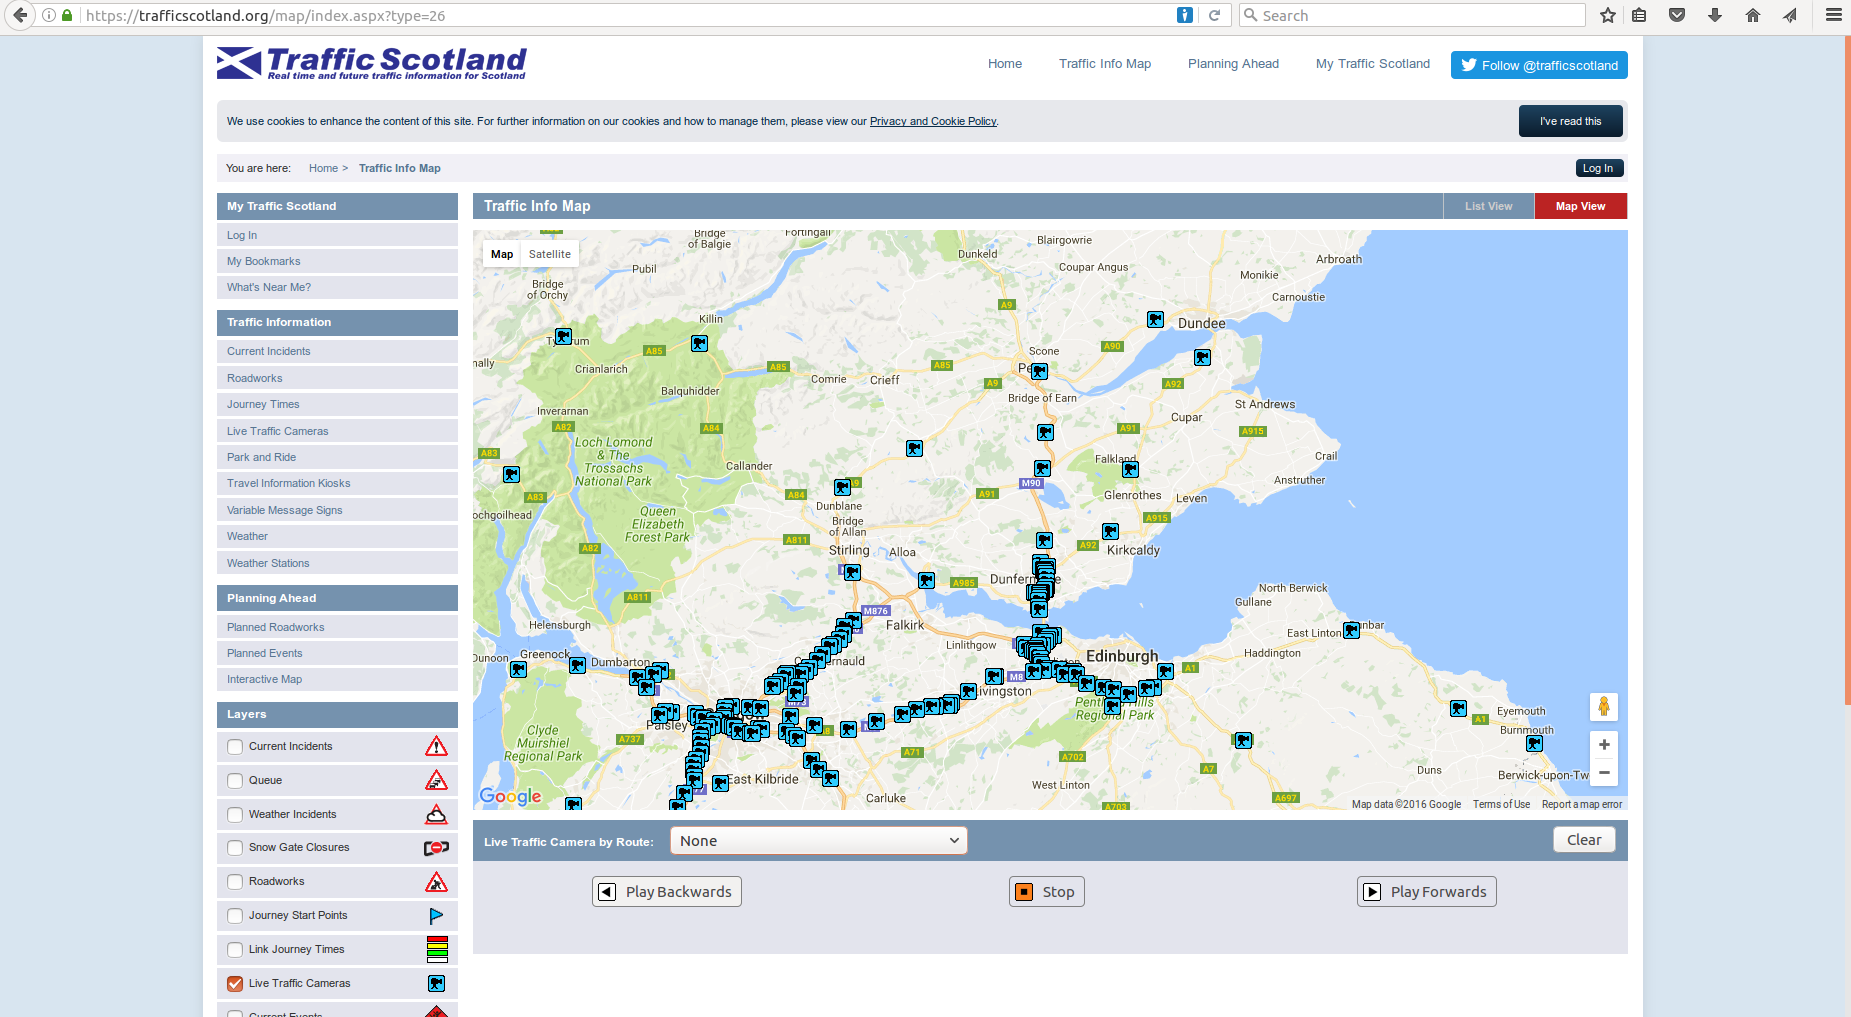 https://trafficscotland.org/map/index.aspx?type=26
Search
Traffic Scotland
Real time and future traffic information for Scotland
Home
Traffic Info Map
Planning Ahead
My Traffic Scotland
Follow @trafficscotland
We use cookies to enhance the content of this site. For further information on our cookies and how to manage them, please view our Privacy and Cookie Policy.
I've read this
You are here:
Home >
Traffic Info Map
Log In
My Traffic Scotland
Log In
My Bookmarks
What's Near Me?
Traffic Information
Current Incidents
Roadworks
Journey Times
Live Traffic Cameras
Park and Ride
Travel Information Kiosks
Variable Message Signs
Weather
Weather Stations
Planning Ahead
Planned Roadworks
Planned Events
Interactive Map
Layers
Current Incidents
Queue
Weather Incidents
Snow Gate Closures
Roadworks
Journey Start Points
Link Journey Times
Live Traffic Cameras
Current Events
Traffic Info Map
List View
Map View
Map
Satellite
Bridge
of Balgie
Fortingall
Blairgowrie
Dunkeld
Arbroath
Pubil
Coupar Angus
Monikie
Bridge
of Orchy
Carnoustie
A9
Killin
Dundee
A85
Scone
A90
nally
Crianlarich
A85
A85
Comrie
Crieff
A9
A92
Balquhidder
Bridge of Earn
St Andrews
Inverarnan
Cupar
A82
A84
A91
A915
Loch Lomond
& The
Trossachs
National Park
A83
Callander
Falkland
Crail
Anstruther
A83
A84
A91
M90
Glenrothes
Leven
ochgoilhead
Dunblane
Queen
Elizabeth
Forest Park
Bridge
of Allan
A915
A811
A82
Stirling
Alloa
A92
Kirkcaldy
A985
North Berwick
A811
M876
Gullane
Helensburgh
Falkirk
East Linton
Dunoon
Greenock
Dumbarton
Linlithgow
Edinburgh
Haddington
A1
M8
M73
Regional Park
Paisley
A737
Clyde
Muirshiel
Regional Park
A71
A702
A7
Eyemouth
A1
Burnmouth
East Kilbride
West Linton
Duns
Berwick-upon-Tw
Carluke
A703
A697
Google
Map data ©2016 Google
Terms of Use
Report a map error
Live Traffic Camera by Route:
None
Clear
Play Backwards
Stop
Play Forwards